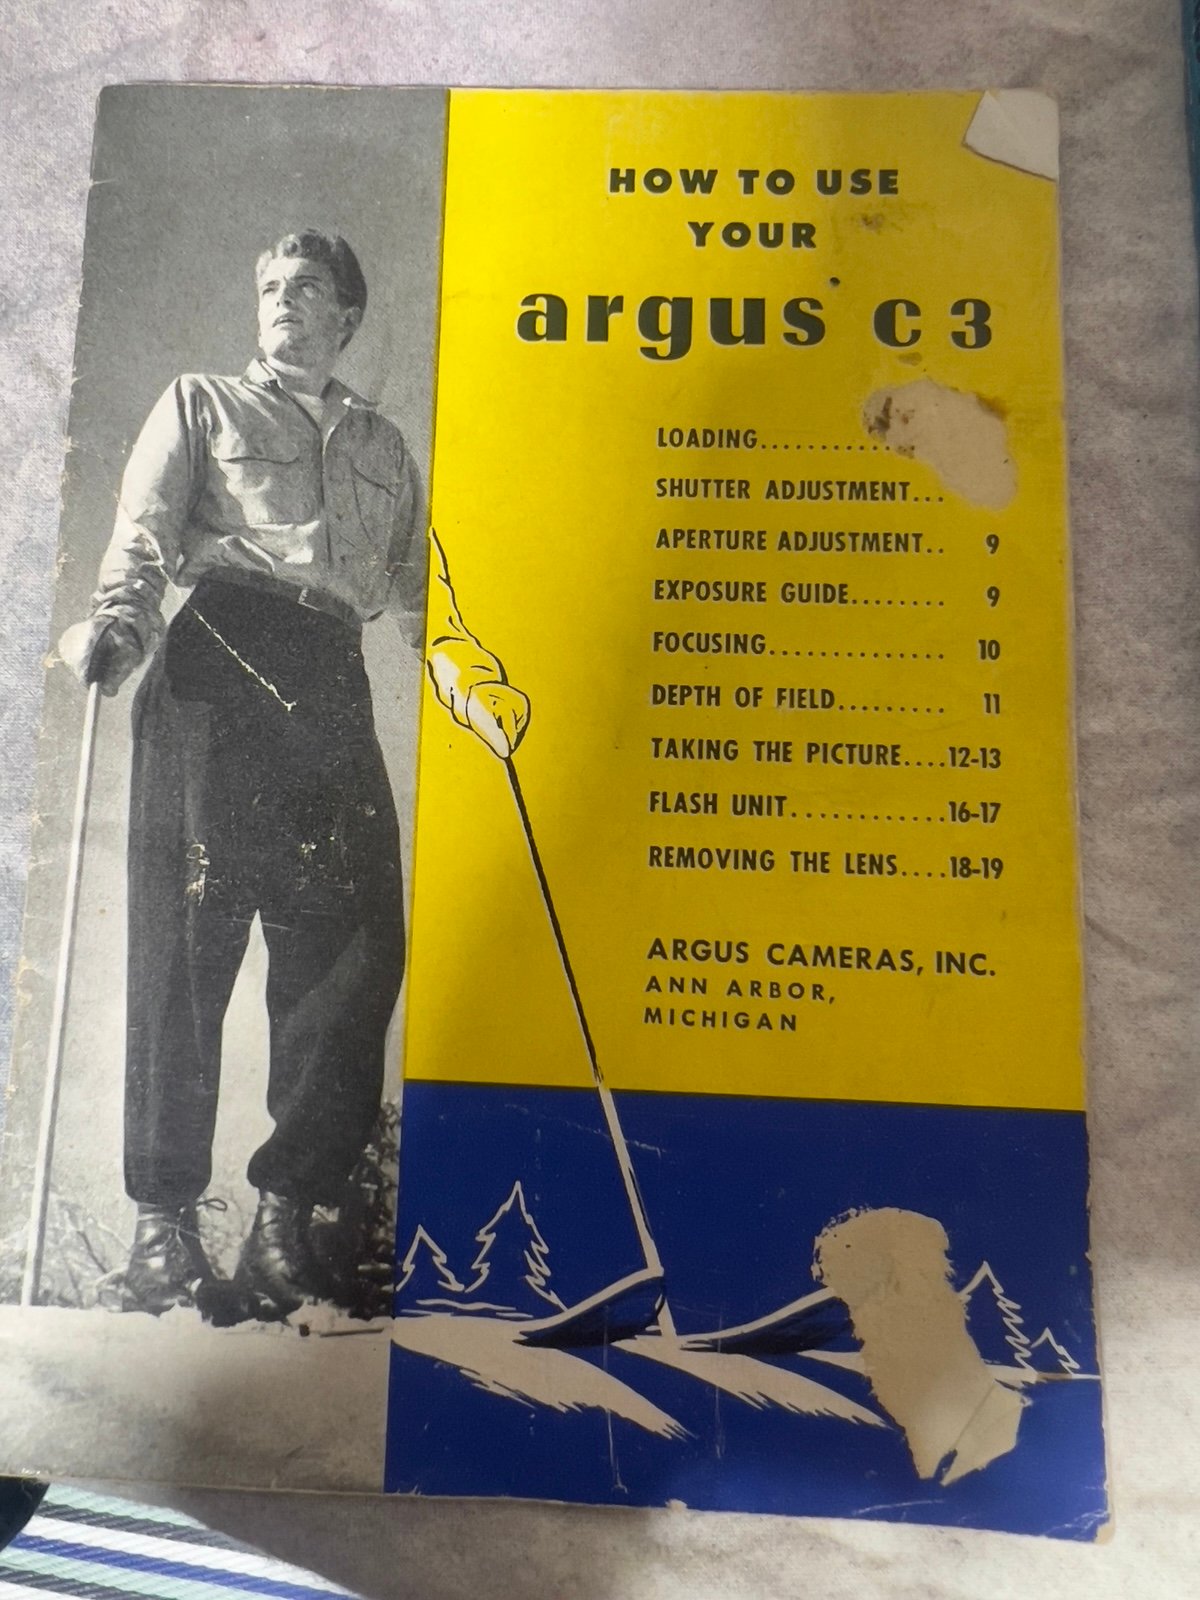 HOW TO USE
YOUR
argus c3
LOADING............
SHUTTER ADJUSTMENT...
APERTURE ADJUSTMENT.. 9
EXPOSURE GUIDE........ 9
FOCUSING.............. 10
DEPTH OF FIELD......... 11
TAKING THE PICTURE....12-13
FLASH UNIT............16-17
REMOVING THE LENS....18-19
ARGUS CAMERAS, INC.
ANN ARBOR,
MICHIGAN